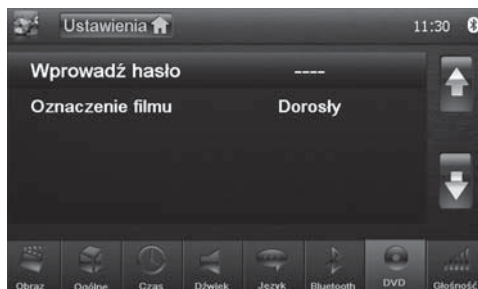 Ustawienia 11:30
Wprowadź hasło ----
Oznaczenie filmu Dorosły
Obraz Ogólne Czas Dźwięk Język Bluetooth DVD Głośność